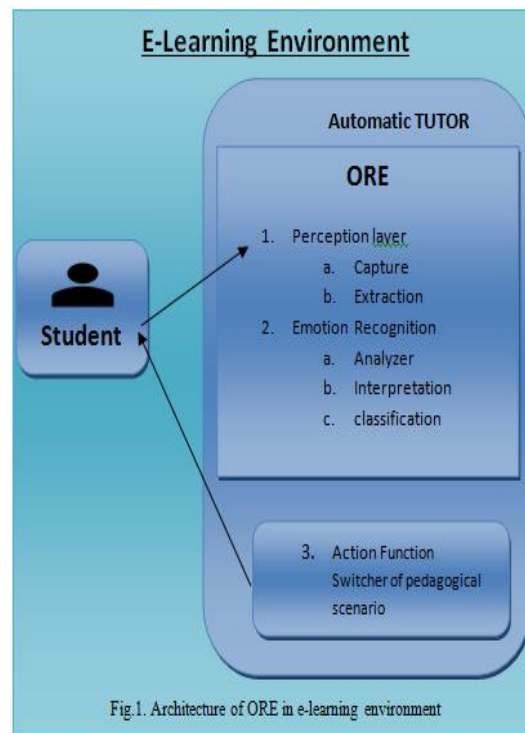 E-Learning Environment
Automatic TUTOR
ORE
1. Perception layer
a. Capture
b. Extraction
2. Emotion Recognition
a. Analyzer
b. Interpretation
c. classification
Student
3. Action Function
Switcher of pedagogical
scenario
Fig.1. Architecture of ORE in e-learning environment